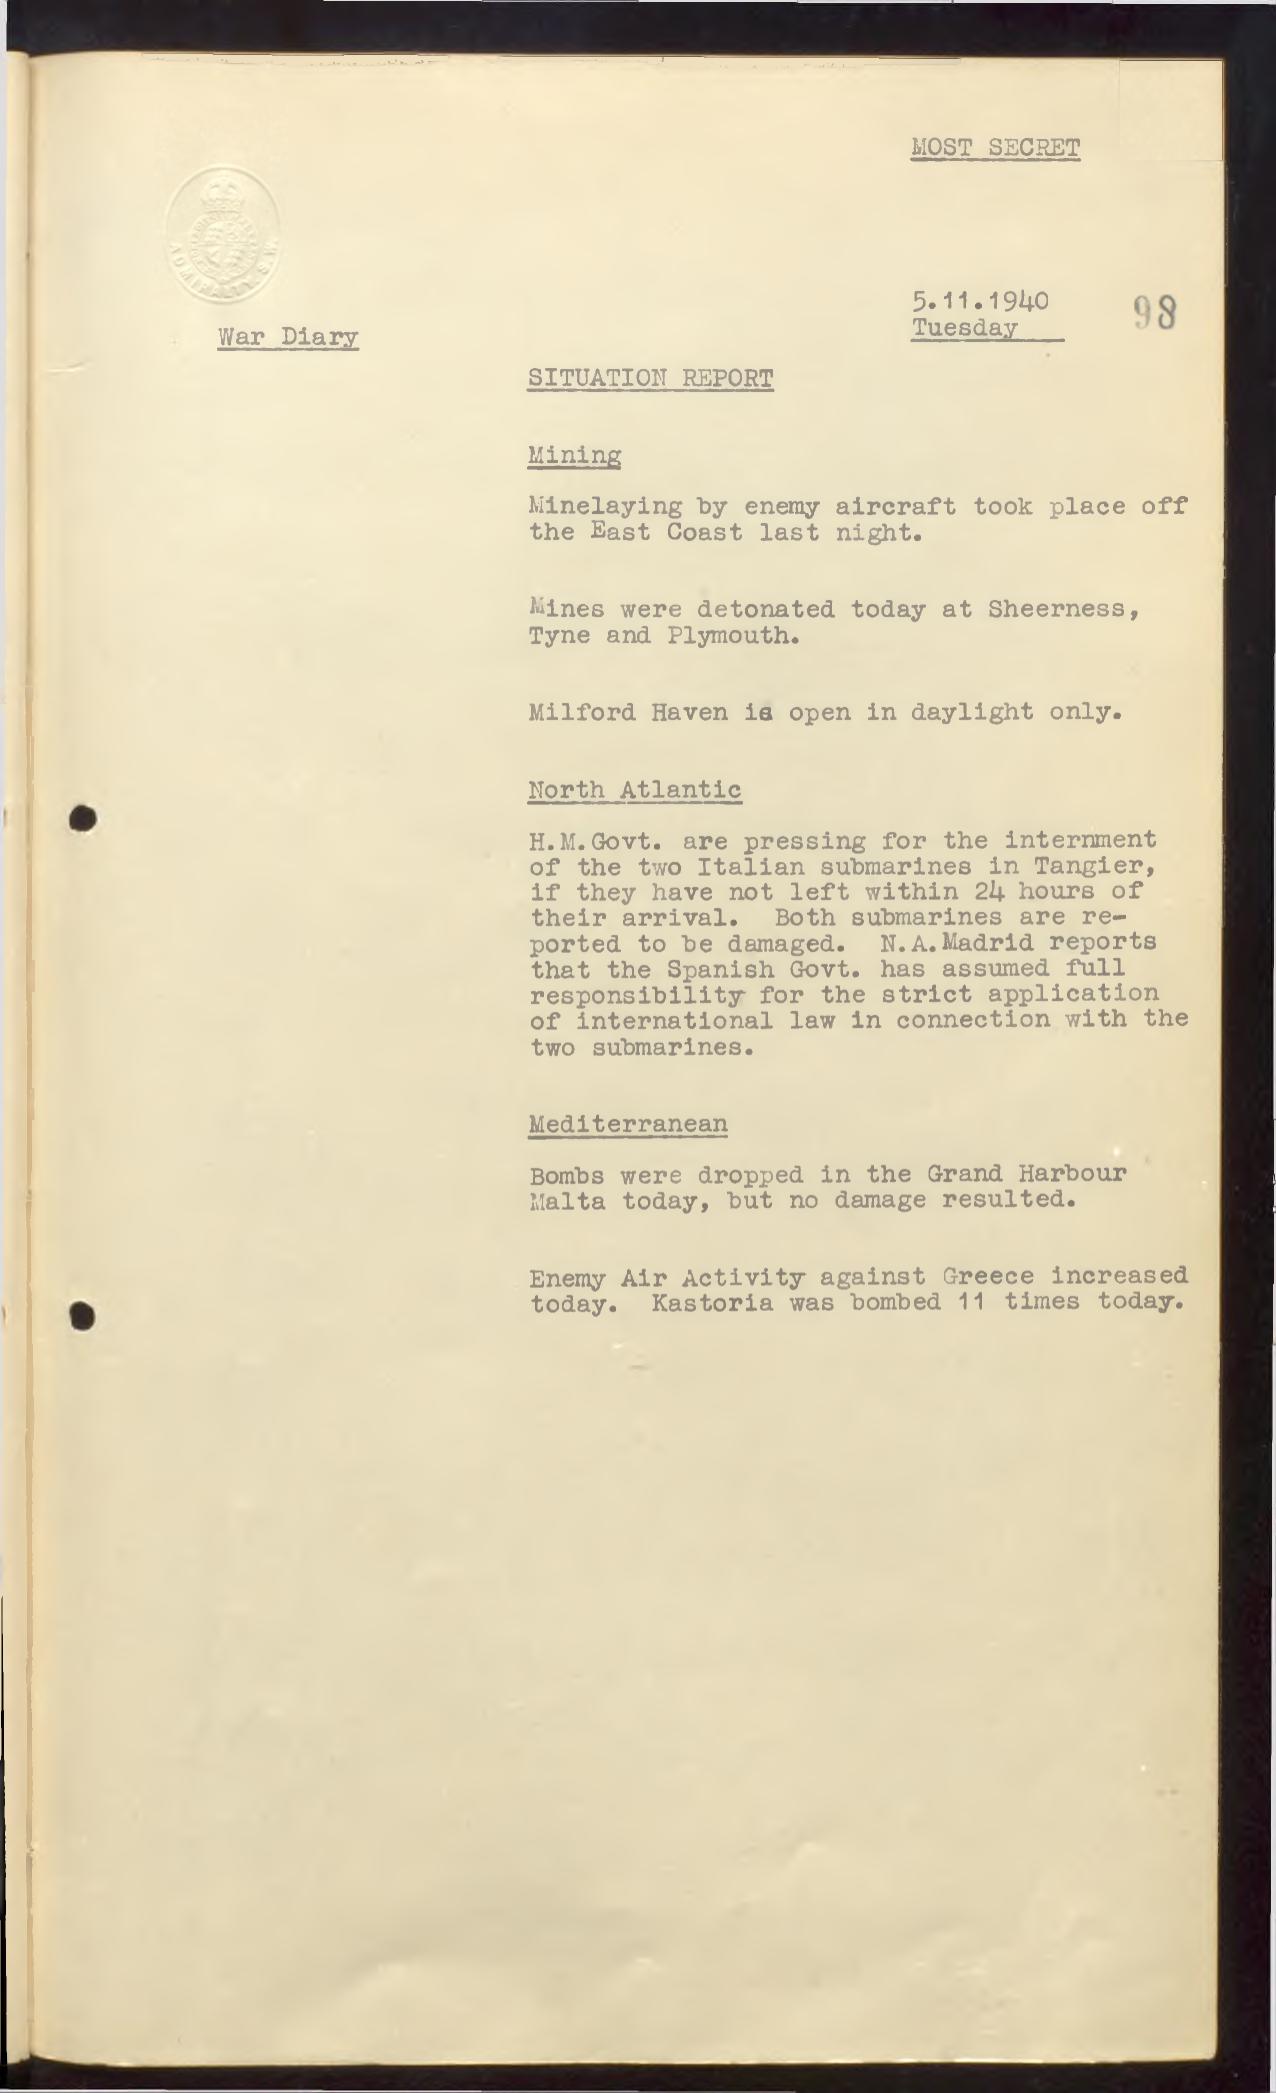 MOST SECRET
ADMIRALTY. S.W.
5.11.1940
98
Tuesday
War Diary
SITUATION REPORT
Mining
Minelaying by enemy aircraft took place off
the East Coast last night.
Mines were detonated today at Sheerness,
Tyne and Plymouth.
Milford Haven is open in daylight only.
North Atlantic
H.M.Govt. are pressing for the internment
of the two Italian submarines in Tangier,
if they have not left within 24 hours of
their arrival. Both submarines are re-
ported to be damaged. N.A.Madrid reports
that the Spanish Govt. has assumed full
responsibility for the strict application
of international law in connection with the
two submarines.
Mediterranean
Bombs were dropped in the Grand Harbour
Malta today, but no damage resulted.
Enemy Air Activity against Greece increased
today. Kastoria was bombed 11 times today.